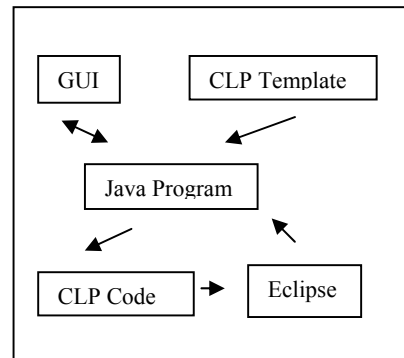 GUI
CLP Template
Java Program
CLP Code
Eclipse